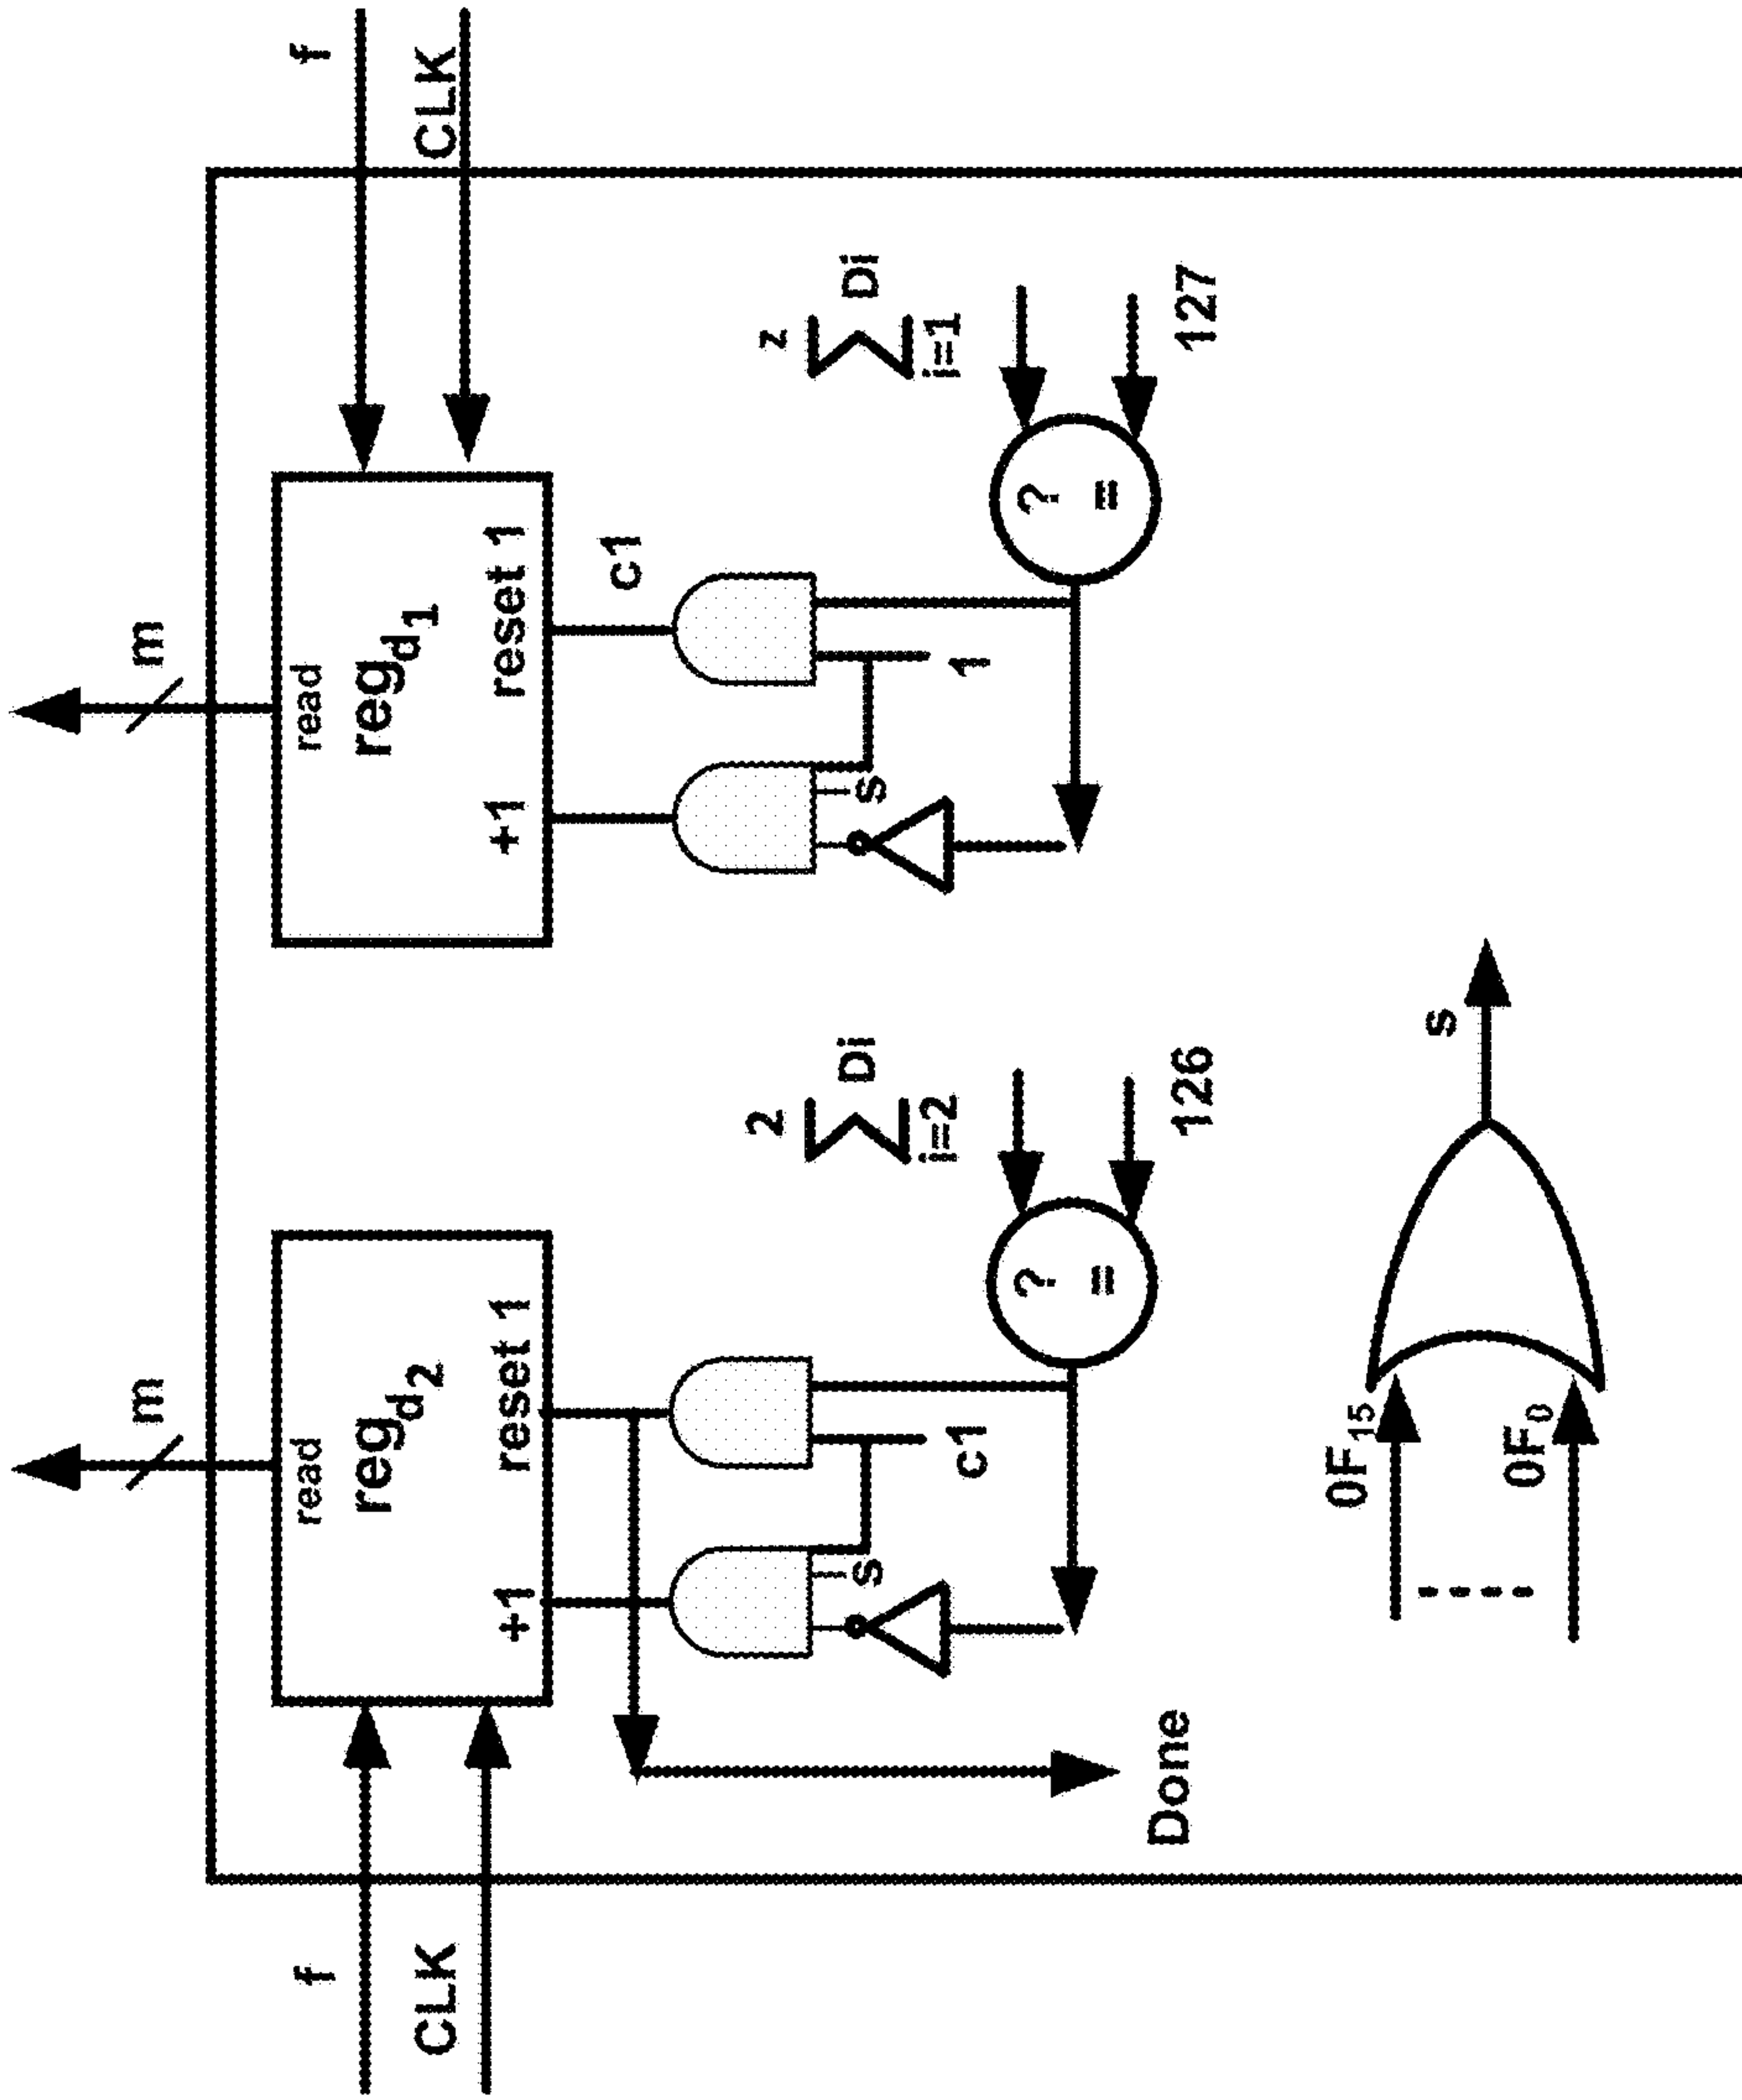 f
CLK
m
read
reg d2
+1
reset 1
s
c1
2
∑ Di
i=2
126
? =
Done
m
read
reg d1
+1
reset 1
c1
s
1
z
∑ Di
i=1
127
? =
f
CLK
0F15
0F0
s